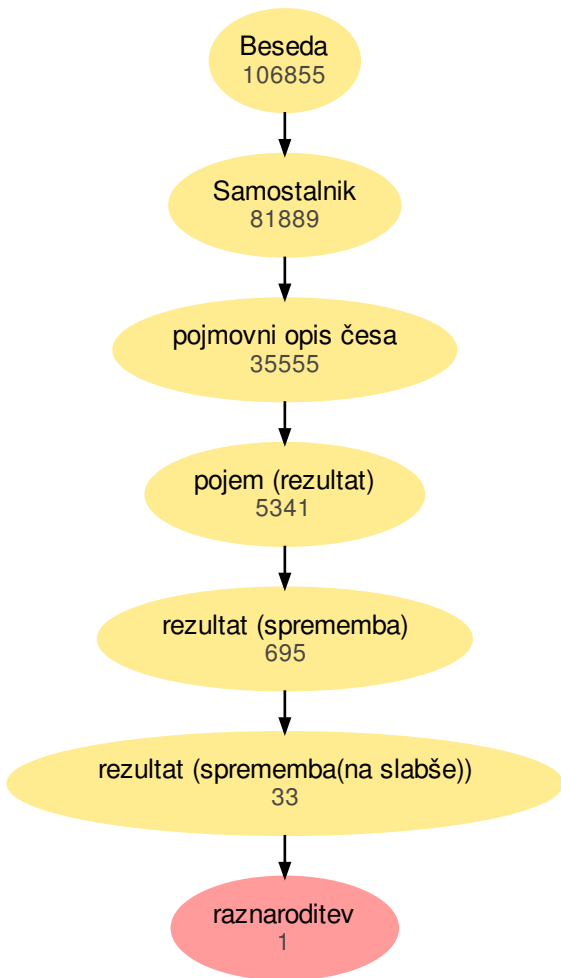 Beseda
106855
Samostalnik
81889
pojmovni opis česa
35555
pojem (rezultat)
5341
rezultat (sprememba)
695
rezultat (sprememba(na slabše))
33
raznaroditev
1